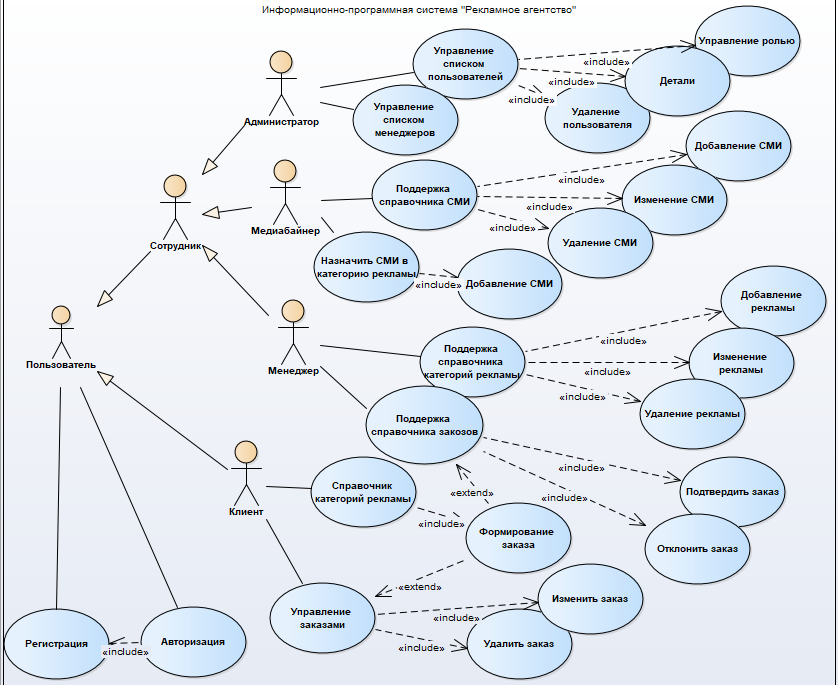 Информационно-программная система "Рекламное агентство"
Управление
списком
пользователей
Управление ролью
«include»
Детали
«include»
«include»
Удаление
пользователя
Администратор
Управление
списком
менеджеров
Добавление СМИ
«include»
Поддержка
справочника СМИ
Изменение СМИ
«include»
«include»
Удаление СМИ
Медиабайнер
Сотрудник
Назначить СМИ в
категорию рекламы
«include»
Добавление СМИ
Добавление
рекламы
«include»
Менеджер
Поддержка
справочника
категорий рекламы
Изменение
рекламы
«include»
«include»
Удаление рекламы
Пользователь
Поддержка
справочника закозов
«include»
Подтвердить заказ
«include»
Отклонить заказ
Клиент
Справочник
категорий рекламы
«extend»
«include»
Формирование
заказа
«extend»
Управление
заказами
Изменить заказ
«include»
«include»
Удалить заказ
Регистрация
«include»
Авторизация